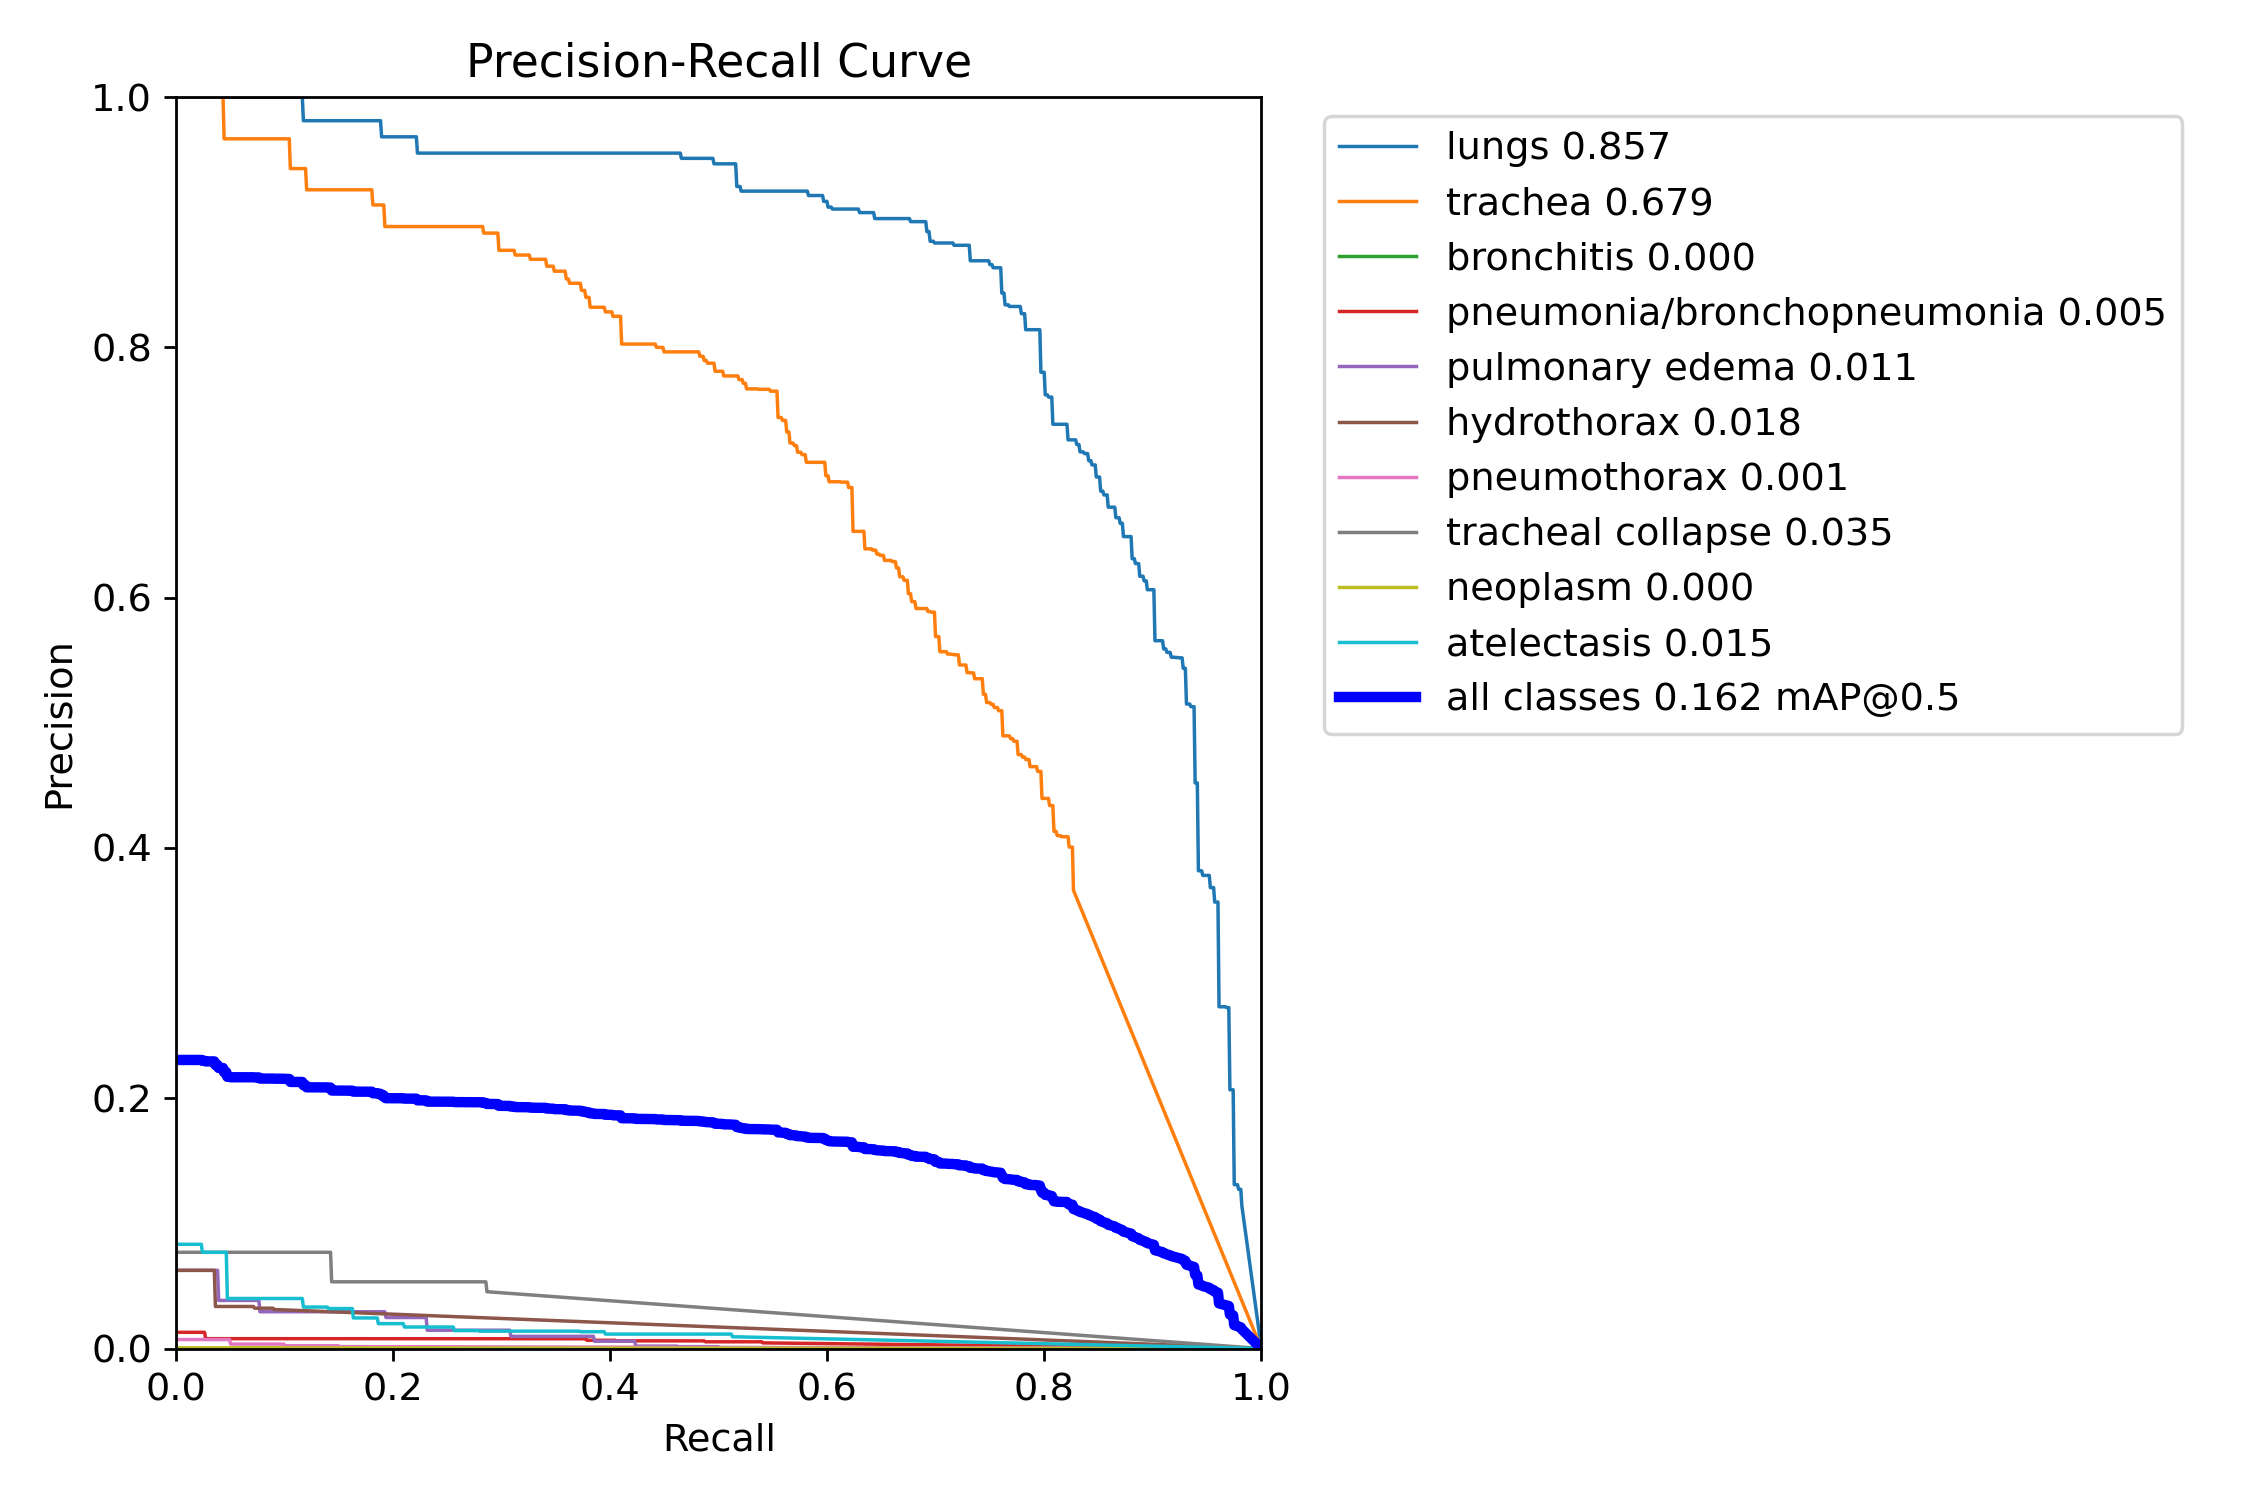 Precision-Recall Curve
1.0
0.8
0.6
0.4
0.2
0.0
Precision
0.0 0.2 0.4 0.6 0.8 1.0
Recall
lungs 0.857
trachea 0.679
bronchitis 0.000
pneumonia/bronchopneumonia 0.005
pulmonary edema 0.011
hydrothorax 0.018
pneumothorax 0.001
tracheal collapse 0.035
neoplasm 0.000
atelectasis 0.015
all classes 0.162 mAP@0.5